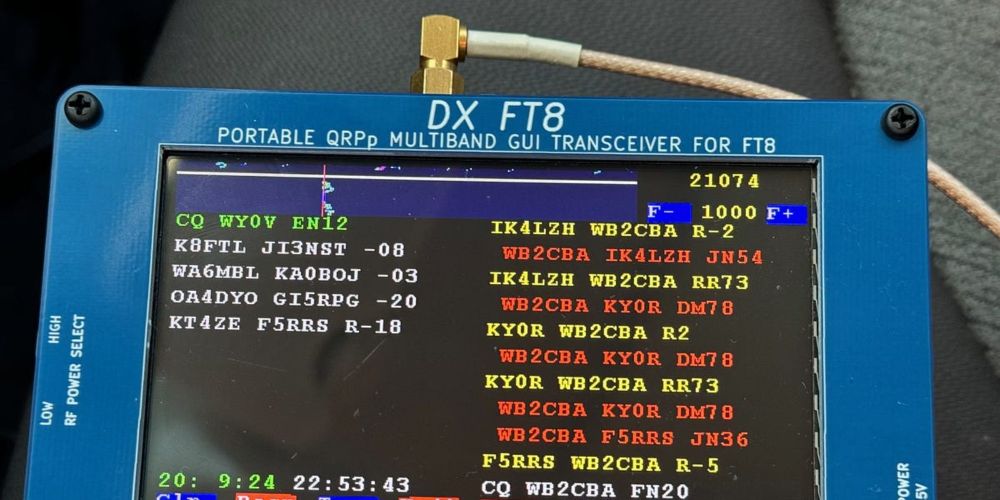 DX FT8
PORTABLE QRPp MULTIBAND GUI TRANSCEIVER FOR FT8
21074
F- 1000 F+
CQ WY0V EN12
K8FTL JI3NST -08
WA6MBL KA0BOJ -03
OA4DYO GI5RPG -20
KT4ZE F5RRS R-18
IK4LZH WB2CBA R-2
WB2CBA IK4LZH JN54
IK4LZH WB2CBA RR73
WB2CBA KY0R DM78
KY0R WB2CBA R2
WB2CBA KY0R DM78
KY0R WB2CBA RR73
WB2CBA KY0R DM78
WB2CBA F5RRS JN36
F5RRS WB2CBA R-5
CQ WB2CBA FN20
20: 9:24 22:53:43
LOW HIGH
RF POWER SELECT
POWER
5V